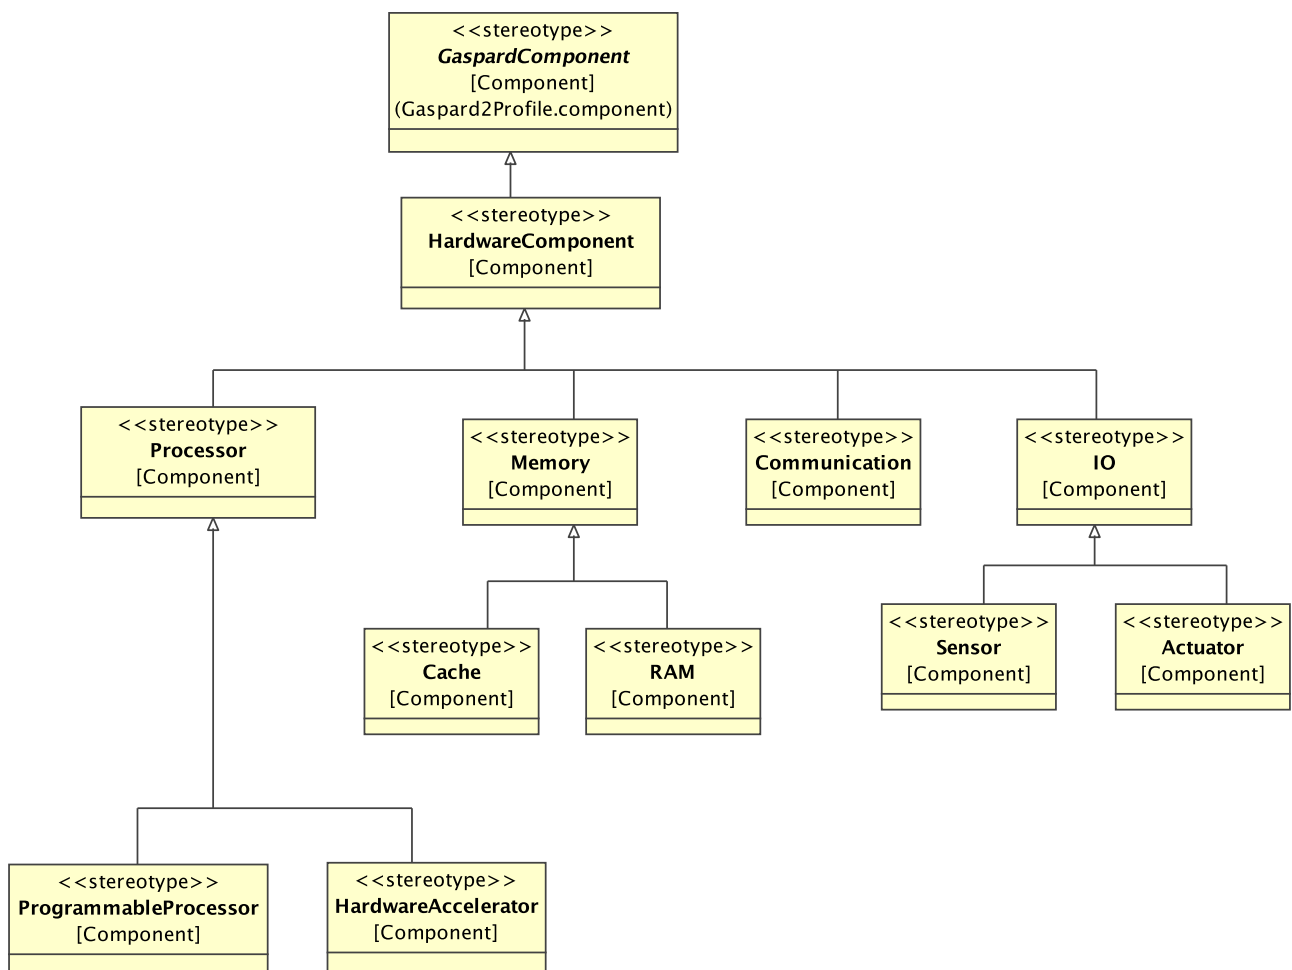 <<stereotype>>
GaspardComponent
[Component]
(Gaspard2Profile.component)
<<stereotype>>
HardwareComponent
[Component]
<<stereotype>>
Processor
[Component]
<<stereotype>>
Memory
[Component]
<<stereotype>>
Communication
[Component]
<<stereotype>>
IO
[Component]
<<stereotype>>
Cache
[Component]
<<stereotype>>
RAM
[Component]
<<stereotype>>
Sensor
[Component]
<<stereotype>>
Actuator
[Component]
<<stereotype>>
ProgrammableProcessor
[Component]
<<stereotype>>
HardwareAccelerator
[Component]